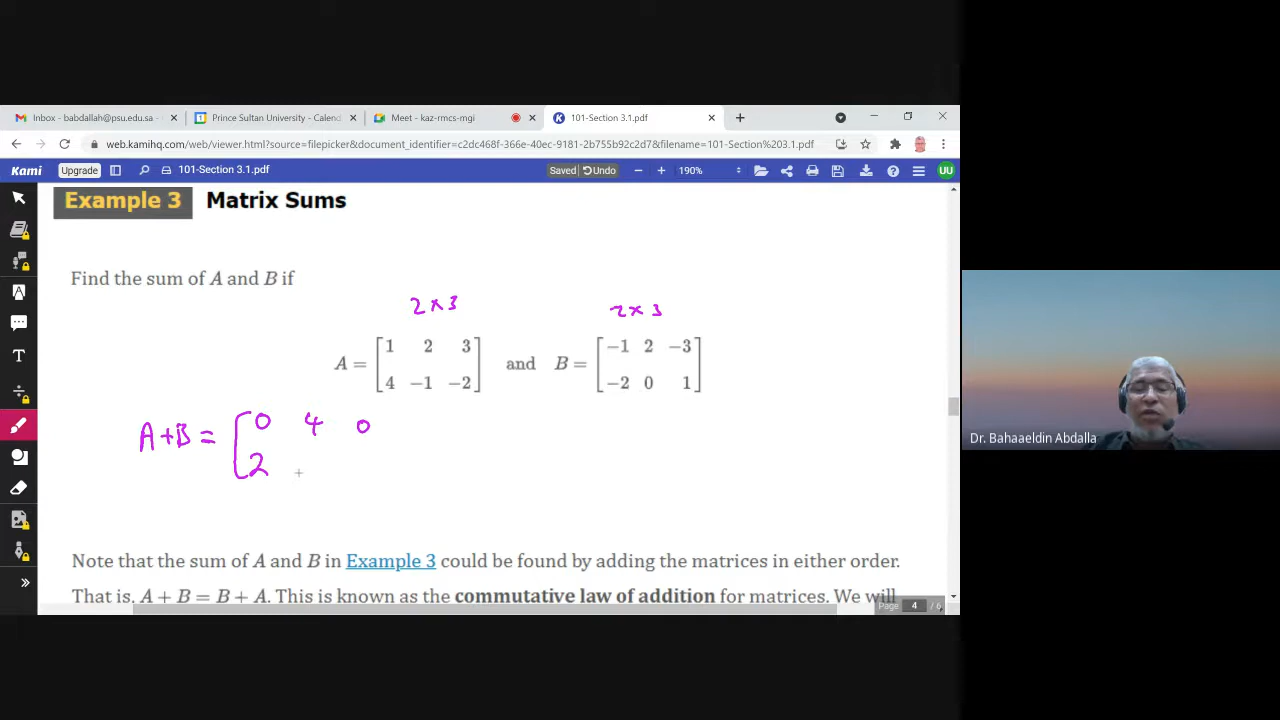 Inbox - babdallah@psu.edu.sa -
Prince Sultan University - Calend
Meet - kaz-rmcs-mgi
101-Section 3.1.pdf
web.kamihq.com/web/viewer.html?source=filepicker&document_identifier=c2dc468f-366e-40ec-9181-2b755b92c2d7&filename=101-Section%203.1.pdf
Kami Upgrade 101-Section 3.1.pdf Saved Undo 190% UU
Example 3 Matrix Sums
Find the sum of A and B if
2 × 3 2 × 3
A = [1 2 3; 4 −1 −2] and B = [−1 2 −3; −2 0 1]
A+B = [0 4 0
2
Note that the sum of A and B in Example 3 could be found by adding the matrices in either order.
That is, A + B = B + A. This is known as the commutative law of addition for matrices. We will
Page 4 / 6
Dr. Bahaaeldin Abdalla